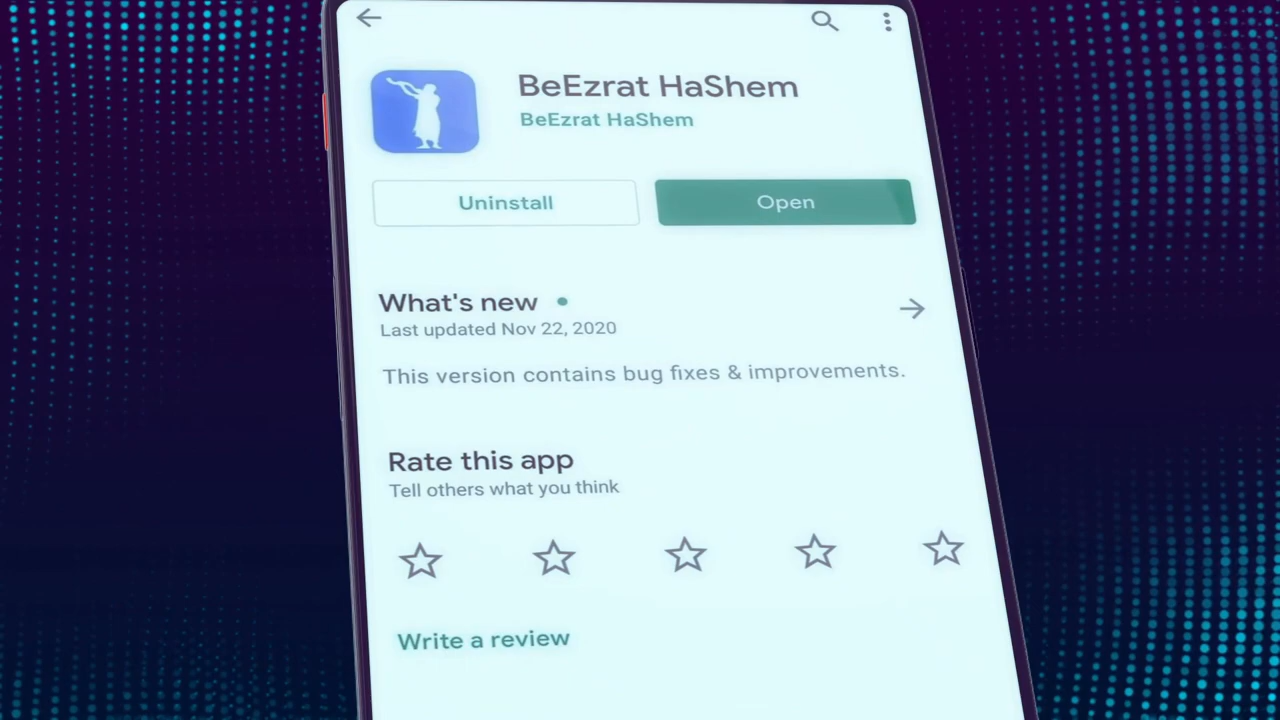 BeEzrat HaShem
BeEzrat HaShem
Uninstall
Open
What's new
Last updated Nov 22, 2020
This version contains bug fixes & improvements.
Rate this app
Tell others what you think
Write a review